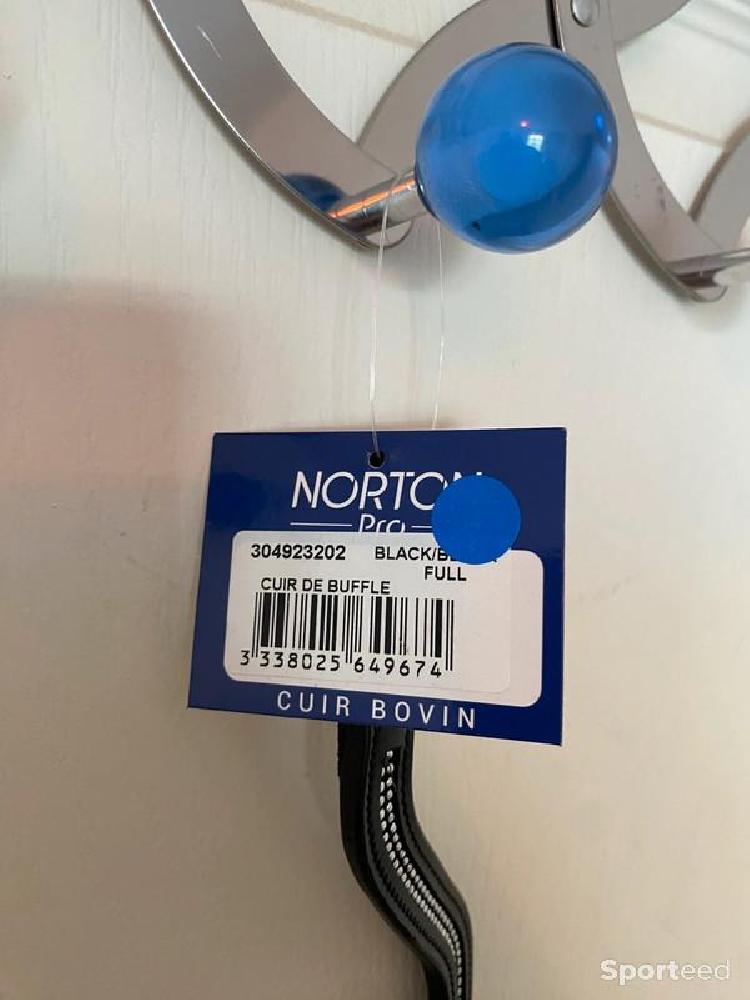 NORTON
Pro
304923202 BLACK/
FULL
CUIR DE BUFFLE
3 338025 649674
CUIR BOVIN
Sporteed